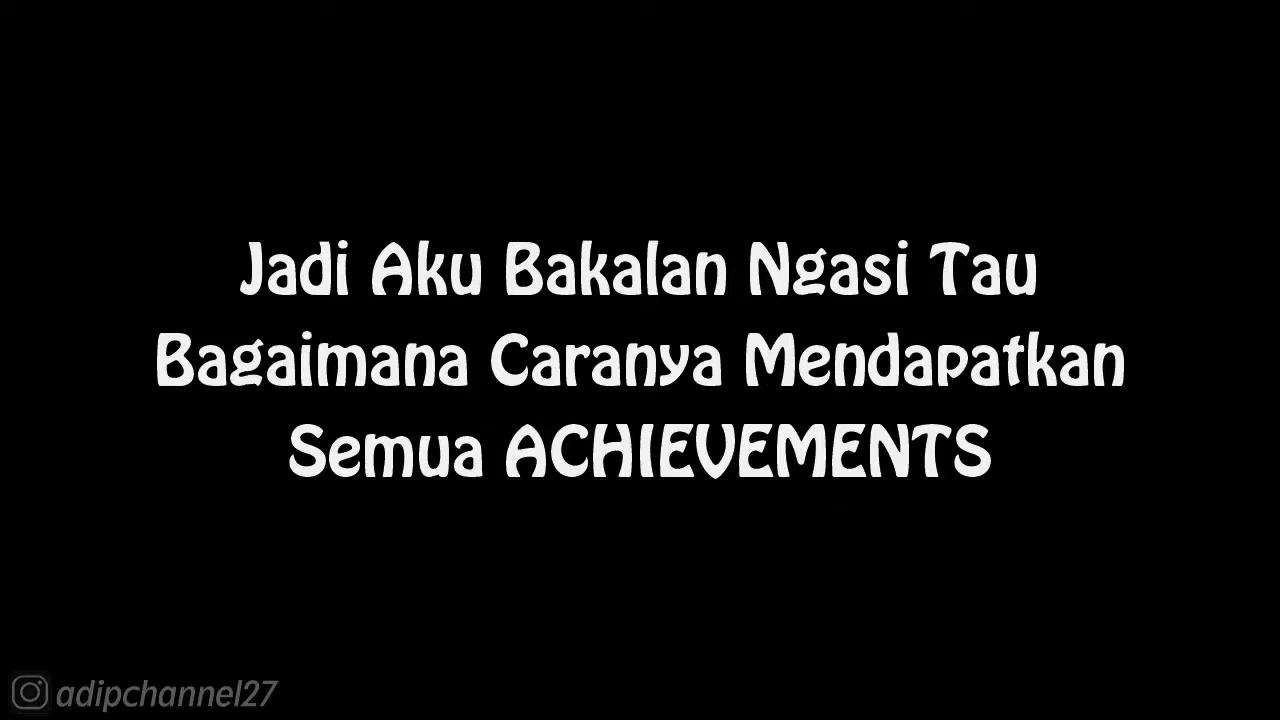 Jadi Aku Bakalan Ngasi Tau
Bagaimana Caranya Mendapatkan
Semua ACHIEVEMENTS
adipchannel27